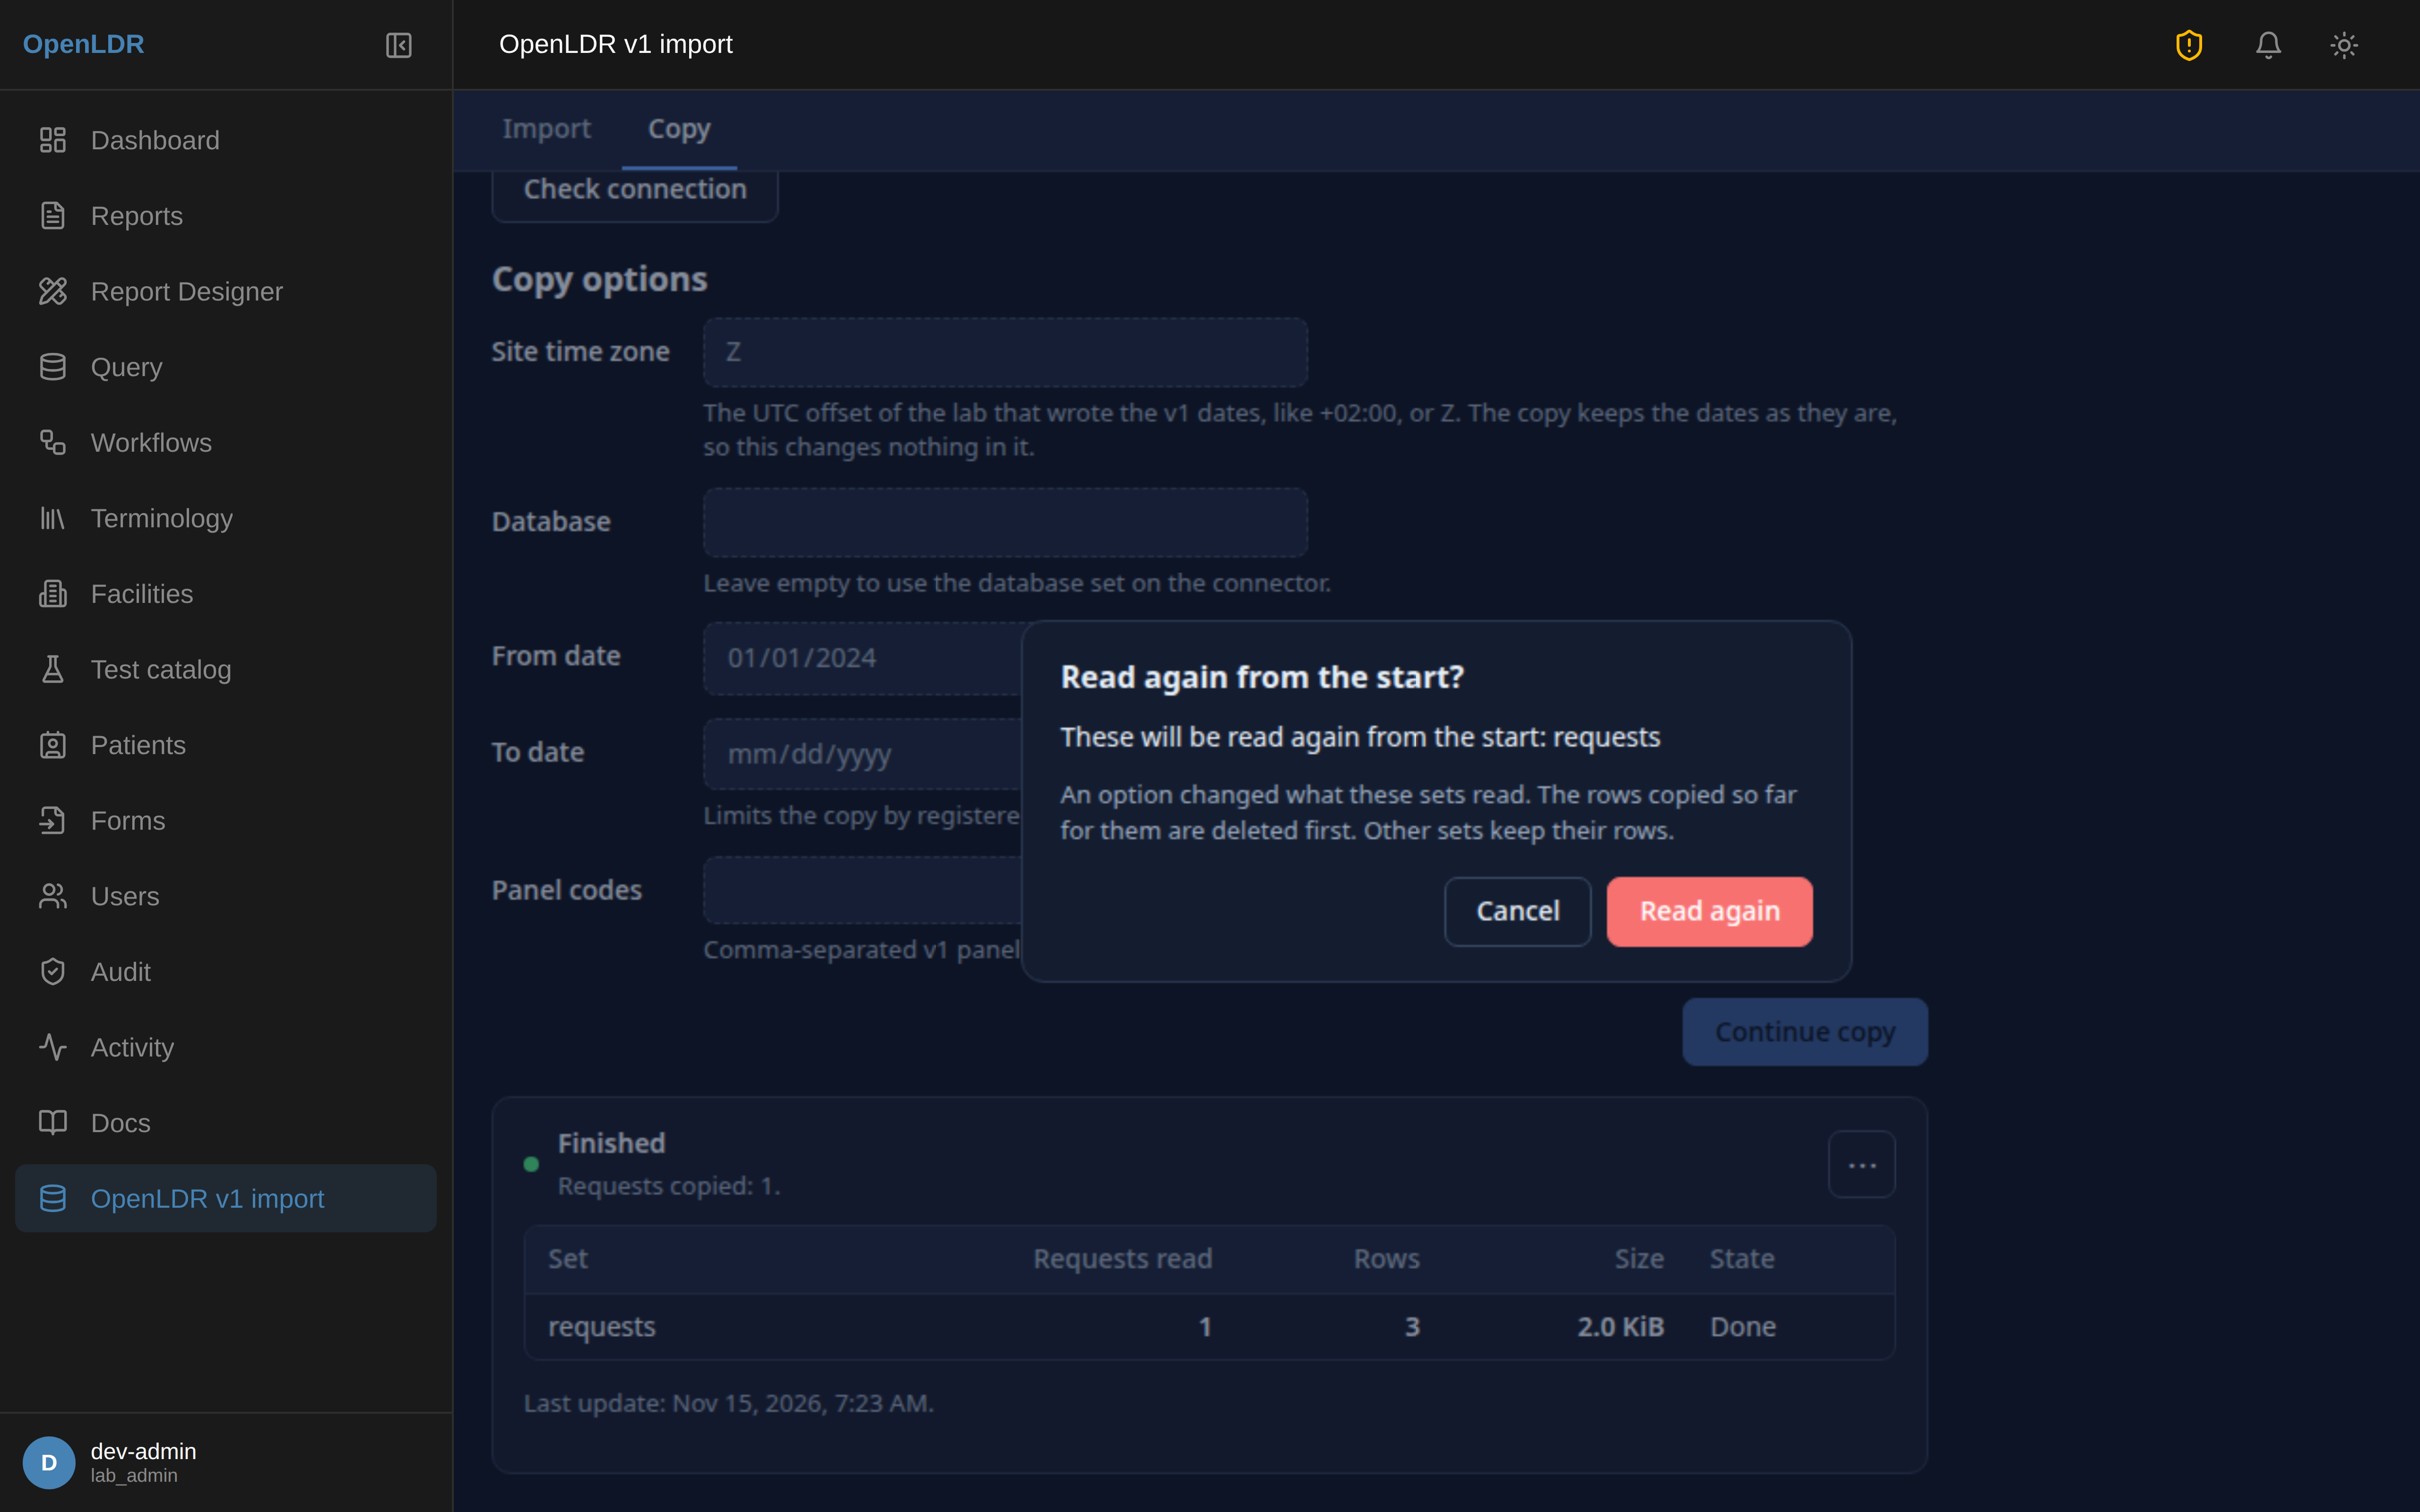 OpenLDR
OpenLDR v1 import
Dashboard
Reports
Report Designer
Query
Workflows
Terminology
Facilities
Test catalog
Patients
Forms
Users
Audit
Activity
Docs
OpenLDR v1 import
D
dev-admin
lab_admin
Import
Copy
Check connection
Copy options
Site time zone
Z
The UTC offset of the lab that wrote the v1 dates, like +02:00, or Z. The copy keeps the dates as they are,
so this changes nothing in it.
Database
Leave empty to use the database set on the connector.
From date
01/01/2024
To date
mm/dd/yyyy
Limits the copy by registere
Panel codes
Comma-separated v1 panel
Read again from the start?
These will be read again from the start: requests
An option changed what these sets read. The rows copied so far
for them are deleted first. Other sets keep their rows.
Cancel
Read again
Continue copy
Finished
Requests copied: 1.
Set Requests read Rows Size State
requests 1 3 2.0 KiB Done
Last update: Nov 15, 2026, 7:23 AM.